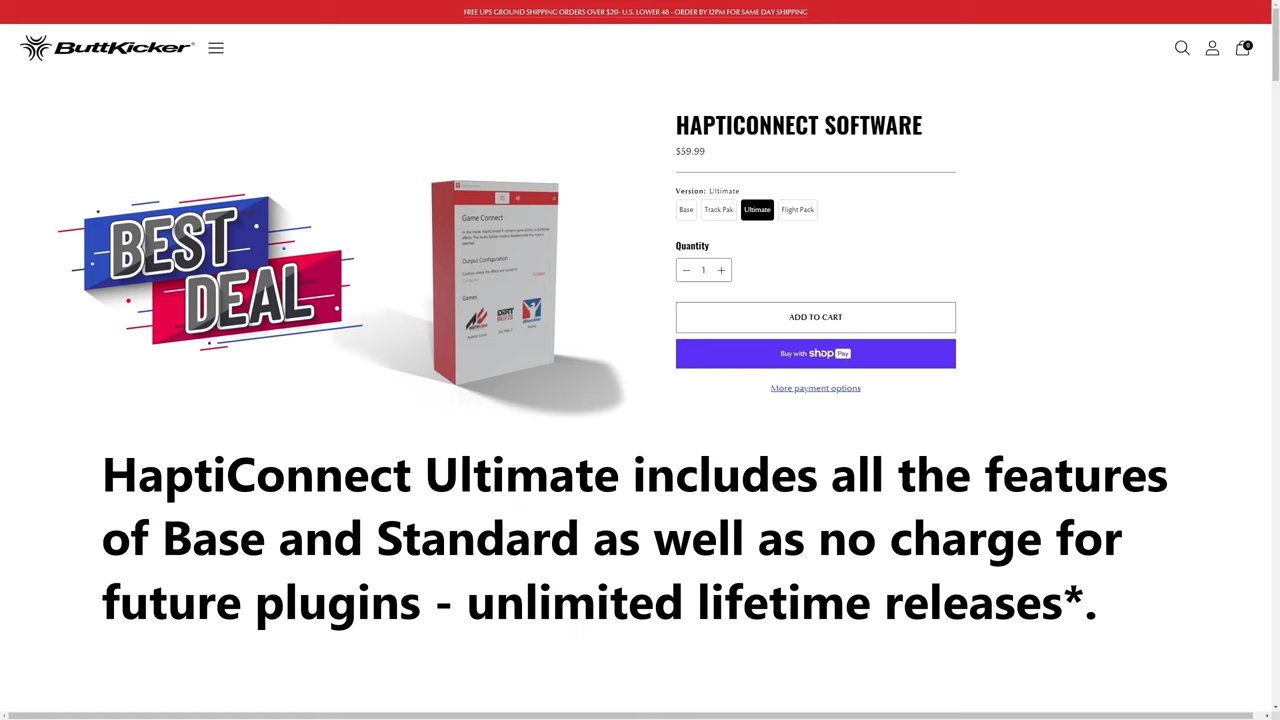 FREE UPS GROUND SHIPPING ORDERS OVER $20- U.S. LOWER 48 - ORDER BY 12PM FOR SAME DAY SHIPPING
ButtKicker®
0
HAPTICONNECT SOFTWARE
$59.99
Version: Ultimate
Base
Track Pak
Ultimate
Flight Pack
Quantity
1
ADD TO CART
Buy with shop Pay
More payment options
BEST
DEAL
Game Connect
Output Configuration
Games
HaptiConnect Ultimate includes all the features
of Base and Standard as well as no charge for
future plugins - unlimited lifetime releases*.